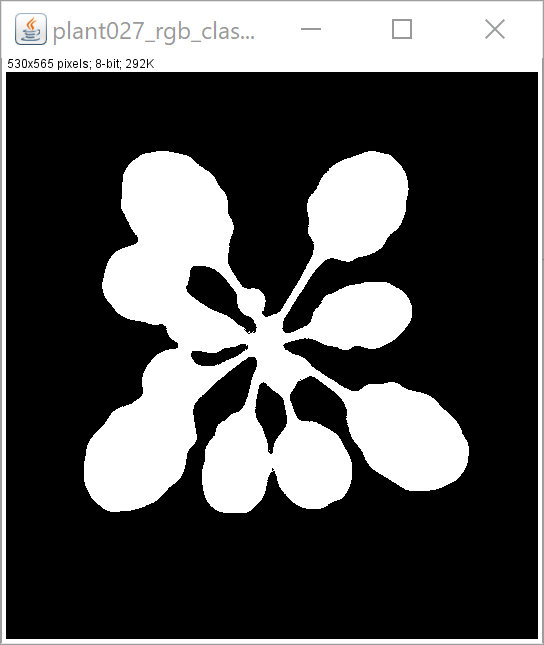 plant027_rgb_clas...
530x565 pixels; 8-bit; 292K